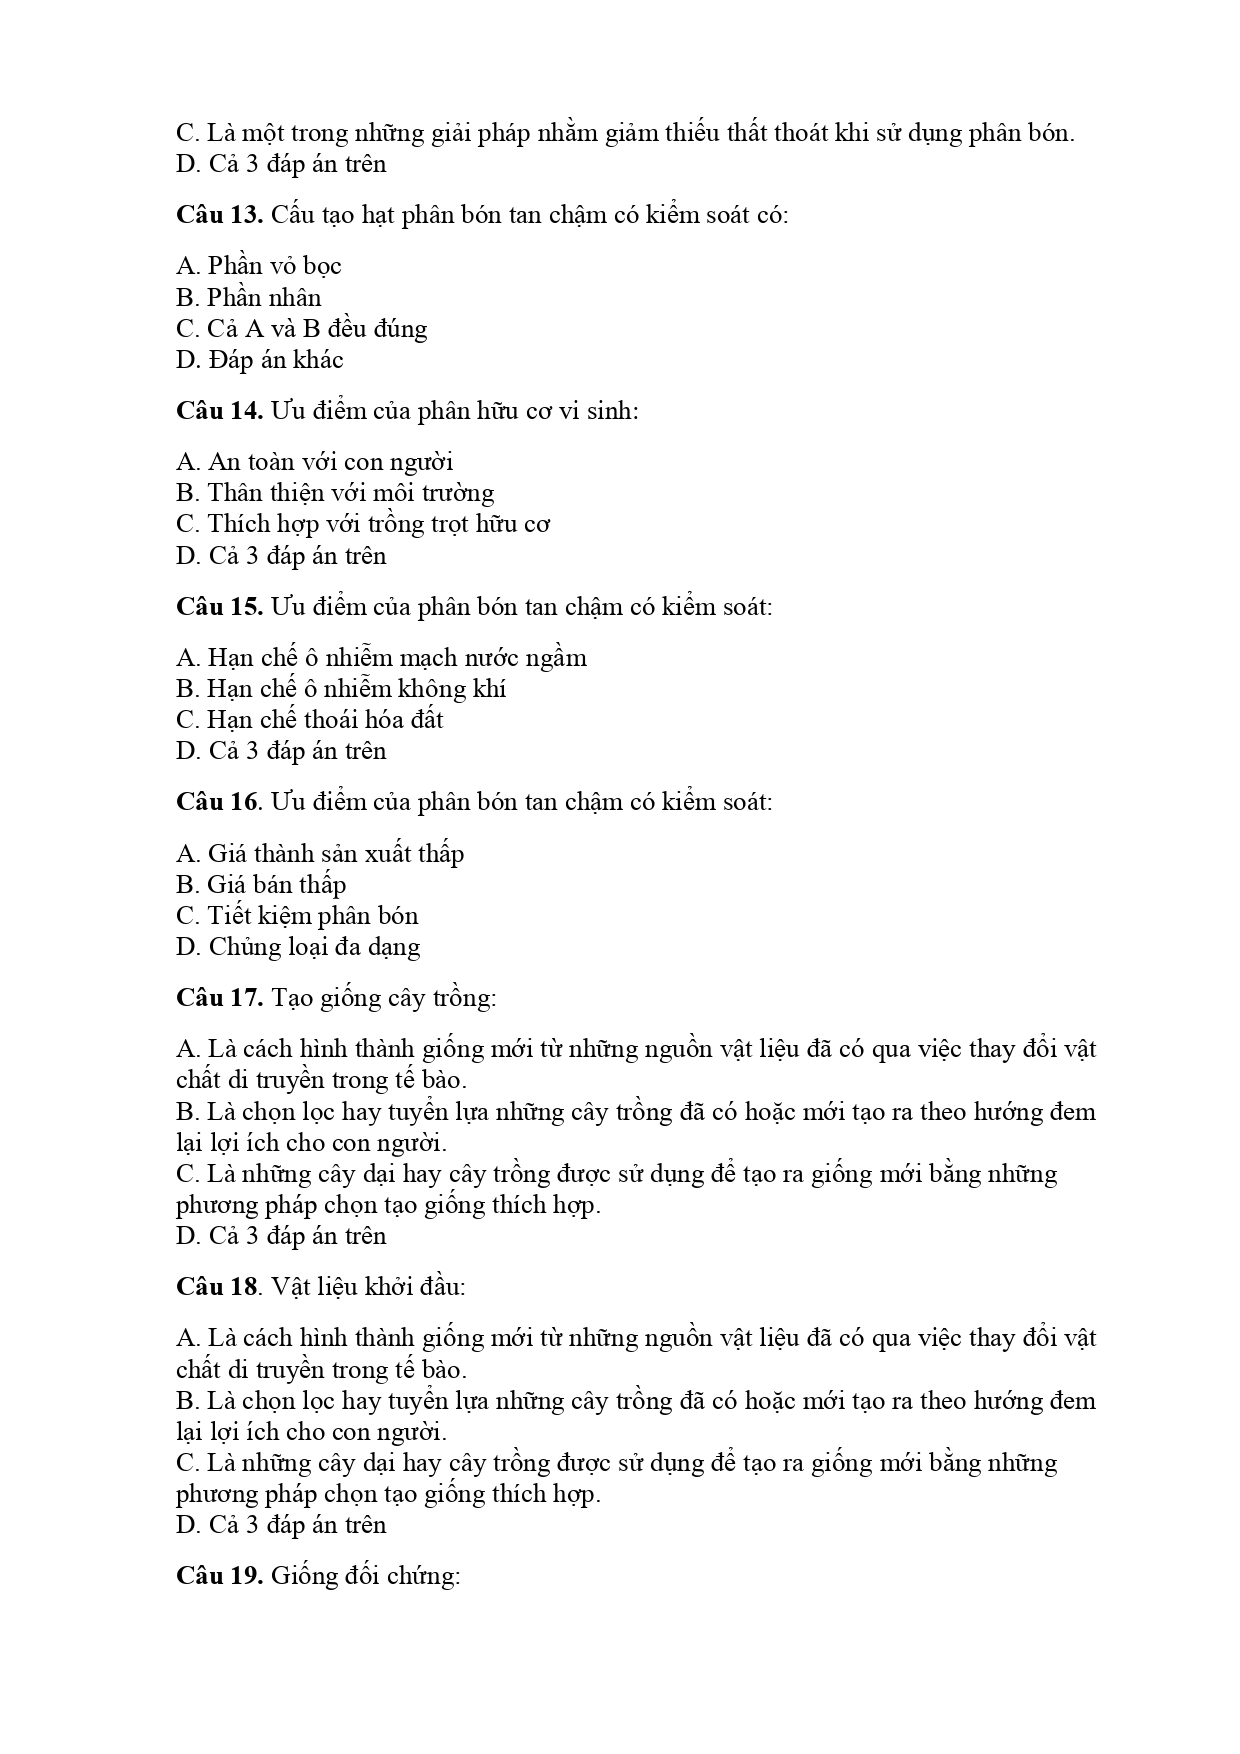 C. Là một trong những giải pháp nhằm giảm thiếu thất thoát khi sử dụng phân bón.
D. Cả 3 đáp án trên
Câu 13. Cấu tạo hạt phân bón tan chậm có kiểm soát có:
A. Phần vỏ bọc
B. Phần nhân
C. Cả A và B đều đúng
D. Đáp án khác
Câu 14. Ưu điểm của phân hữu cơ vi sinh:
A. An toàn với con người
B. Thân thiện với môi trường
C. Thích hợp với trồng trọt hữu cơ
D. Cả 3 đáp án trên
Câu 15. Ưu điểm của phân bón tan chậm có kiểm soát:
A. Hạn chế ô nhiễm mạch nước ngầm
B. Hạn chế ô nhiễm không khí
C. Hạn chế thoái hóa đất
D. Cả 3 đáp án trên
Câu 16. Ưu điểm của phân bón tan chậm có kiểm soát:
A. Giá thành sản xuất thấp
B. Giá bán thấp
C. Tiết kiệm phân bón
D. Chủng loại đa dạng
Câu 17. Tạo giống cây trồng:
A. Là cách hình thành giống mới từ những nguồn vật liệu đã có qua việc thay đổi vật
chất di truyền trong tế bào.
B. Là chọn lọc hay tuyển lựa những cây trồng đã có hoặc mới tạo ra theo hướng đem
lại lợi ích cho con người.
C. Là những cây dại hay cây trồng được sử dụng để tạo ra giống mới bằng những
phương pháp chọn tạo giống thích hợp.
D. Cả 3 đáp án trên
Câu 18. Vật liệu khởi đầu:
A. Là cách hình thành giống mới từ những nguồn vật liệu đã có qua việc thay đổi vật
chất di truyền trong tế bào.
B. Là chọn lọc hay tuyển lựa những cây trồng đã có hoặc mới tạo ra theo hướng đem
lại lợi ích cho con người.
C. Là những cây dại hay cây trồng được sử dụng để tạo ra giống mới bằng những
phương pháp chọn tạo giống thích hợp.
D. Cả 3 đáp án trên
Câu 19. Giống đối chứng: